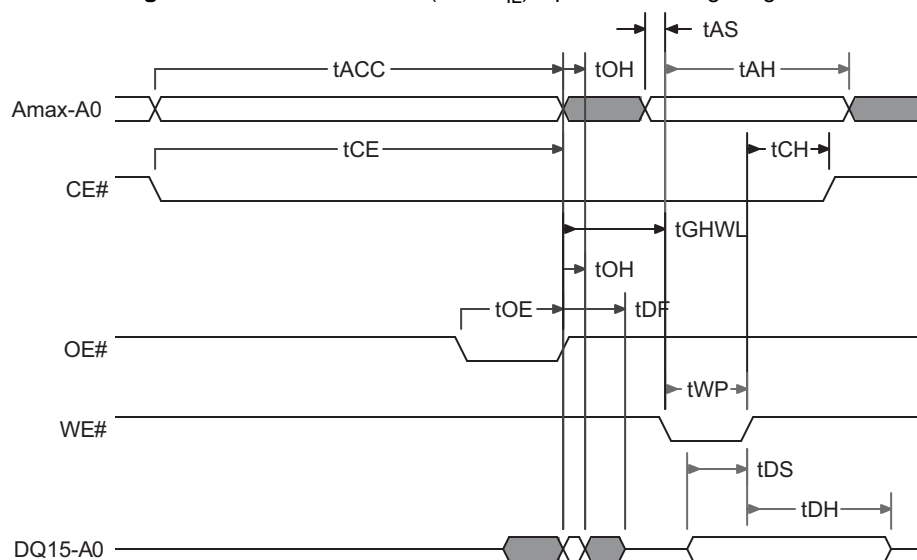 tAS
tACC
tOH
tAH
Amax-A0
tCE
tCH
CE#
tGHWL
tOH
tOE
tDF
OE#
tWP
WE#
tDS
tDH
DQ15-A0